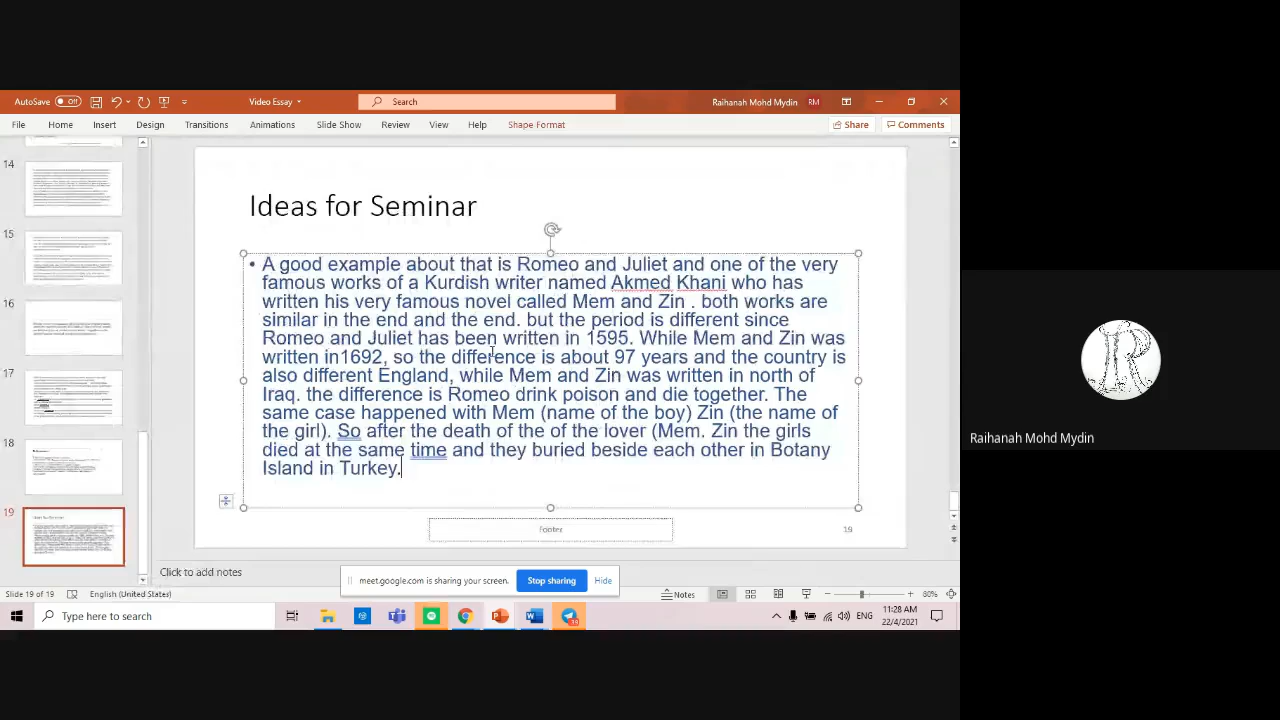 AutoSave Off Video Essay Search Raihanah Mohd Mydin RM
File Home Insert Design Transitions Animations Slide Show Review View Help Shape Format Share Comments
14
15
16
17
18
19
Ideas for Seminar
• A good example about that is Romeo and Juliet and one of the very
famous works of a Kurdish writer named Akmed Khani who has
written his very famous novel called Mem and Zin . both works are
similar in the end and the end. but the period is different since
Romeo and Juliet has been written in 1595. While Mem and Zin was
written in1692, so the difference is about 97 years and the country is
also different England, while Mem and Zin was written in north of
Iraq. the difference is Romeo drink poison and die together. The
same case happened with Mem (name of the boy) Zin (the name of
the girl). So after the death of the of the lover (Mem. Zin the girls
died at the same time and they buried beside each other in Botany
Island in Turkey.
Footer
19
Click to add notes
meet.google.com is sharing your screen. Stop sharing Hide
Slide 19 of 19 English (United States) Notes 80%
Type here to search
ENG
11:28 AM
22/4/2021
R
Raihanah Mohd Mydin